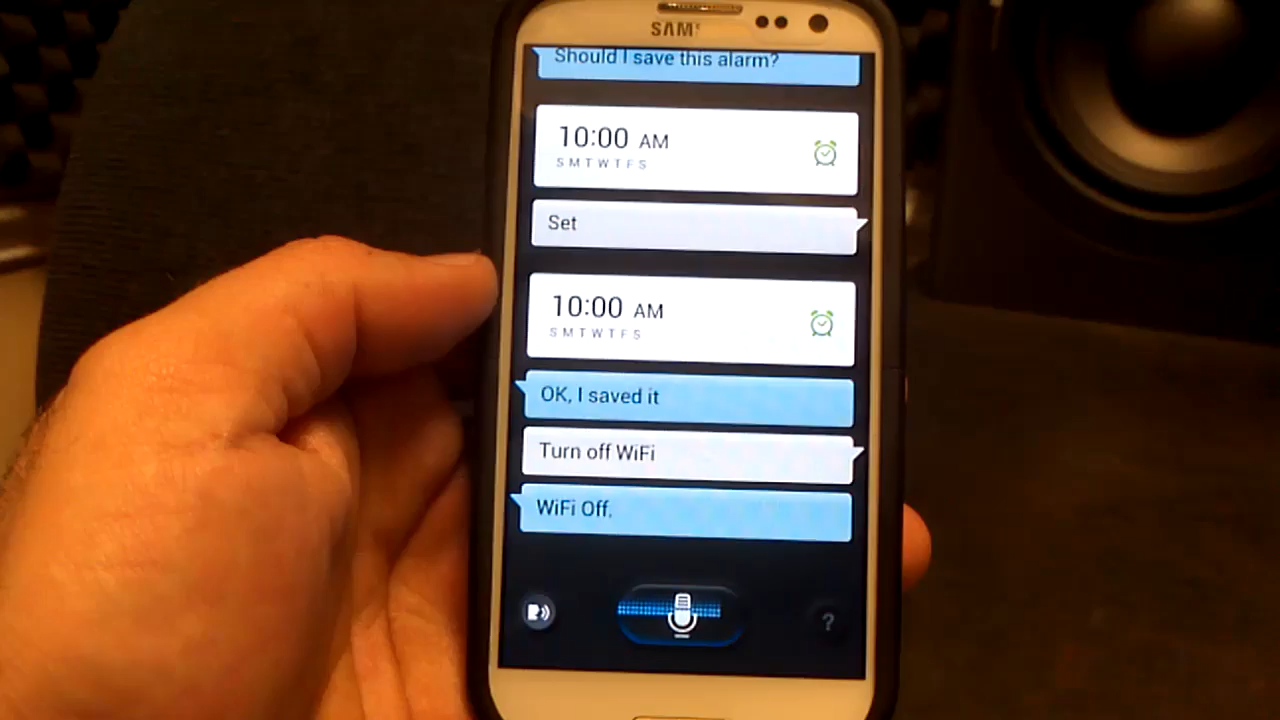 SAMS
Should I save this alarm?
10:00 AM
S M T W T F S
Set
10:00 AM
S M T W T F S
OK, I saved it
Turn off WiFi
WiFi Off.
?